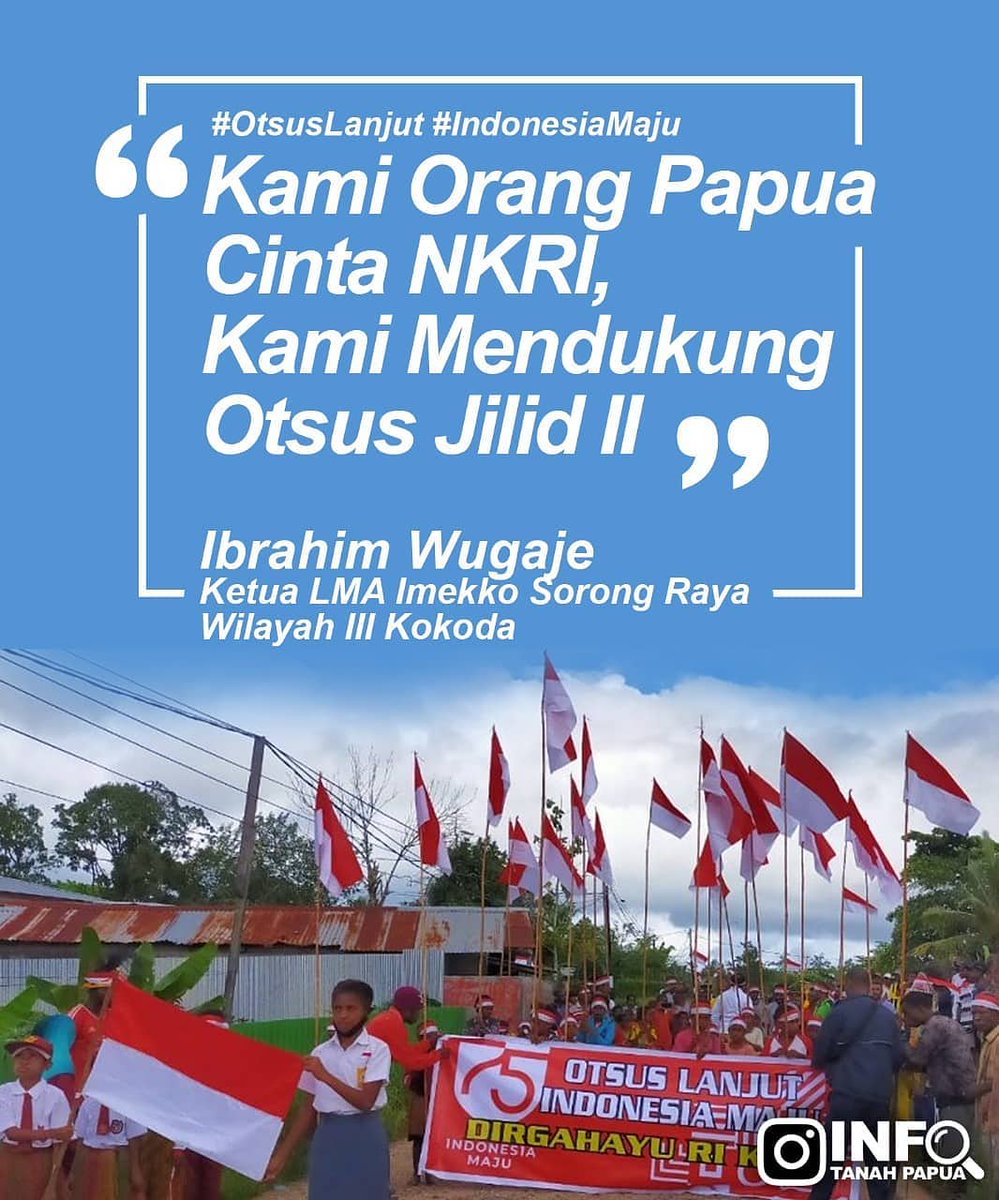 #OtsusLanjut #IndonesiaMaju
“Kami Orang Papua
Cinta NKRI,
Kami Mendukung
Otsus Jilid II”
Ibrahim Wugaje
Ketua LMA Imekko Sorong Raya
Wilayah III Kokoda
75
INDONESIA
MAJU
OTSUS LANJUT
INDONESIA MAJU
DIRGAHAYU RI K
INFO
TANAH PAPUA